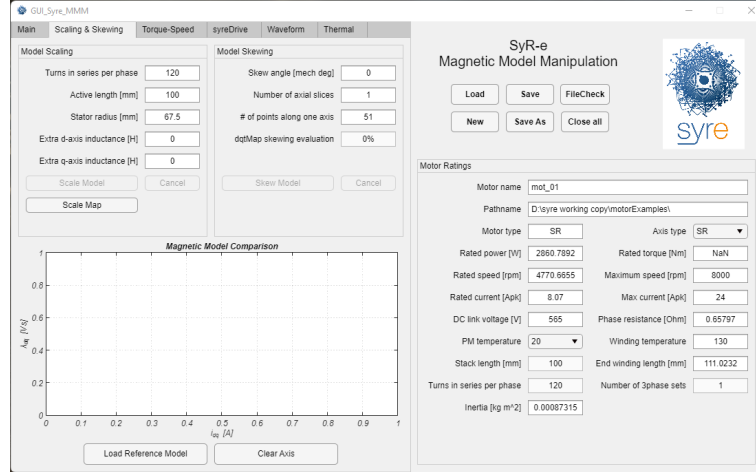 GUI_Syre_MMM
Main Scaling & Skewing Torque-Speed syreDrive Waveform Thermal
Model Scaling
Turns in series per phase 120
Active length [mm] 100
Stator radius [mm] 67.5
Extra d-axis inductance [H] 0
Extra q-axis inductance [H] 0
Scale Model Cancel
Scale Map
Model Skewing
Skew angle [mech deg] 0
Number of axial slices 1
# of points along one axis 51
dqtMap skewing evaluation 0%
Skew Model Cancel
Magnetic Model Comparison
1
0.8
0.6
0.4
0.2
0
λdq [Vs]
0 0.1 0.2 0.3 0.4 0.5 0.6 0.7 0.8 0.9 1
idq [A]
Load Reference Model Clear Axis
SyR-e
Magnetic Model Manipulation
Load Save FileCheck
New Save As Close all
syre
Motor Ratings
Motor name mot_01
Pathname D:\syre working copy\motorExamples\
Motor type SR Axis type SR
Rated power [W] 2860.7892 Rated torque [Nm] NaN
Rated speed [rpm] 4770.6655 Maximum speed [rpm] 8000
Rated current [Apk] 8.07 Max current [Apk] 24
DC link voltage [V] 565 Phase resistance [Ohm] 0.65797
PM temperature 20 Winding temperature 130
Stack length [mm] 100 End winding length [mm] 111.0232
Turns in series per phase 120 Number of 3phase sets 1
Inertia [kg m^2] 0.00087315